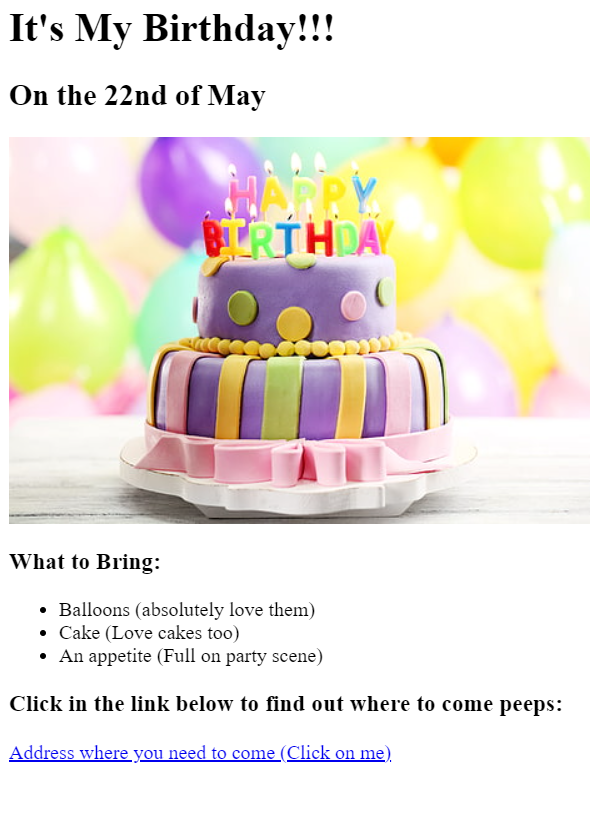 It's My Birthday!!!
On the 22nd of May
HAPPY
BIRTHDAY
What to Bring:
Balloons (absolutely love them)
Cake (Love cakes too)
An appetite (Full on party scene)
Click in the link below to find out where to come peeps:
Address where you need to come (Click on me)